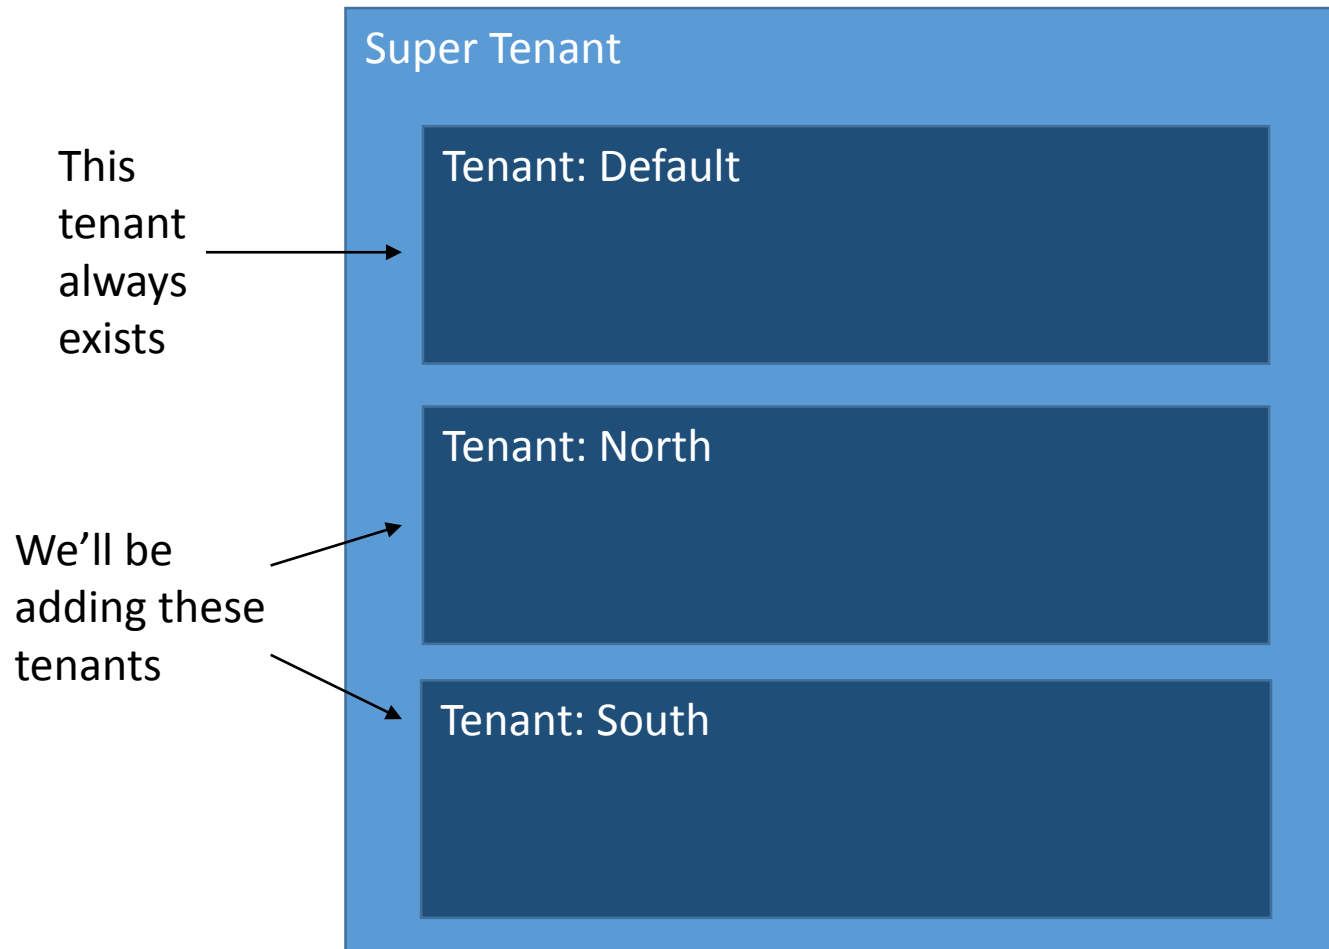 Super Tenant
This
tenant
always
exists
Tenant: Default
Tenant: North
We’ll be
adding these
tenants
Tenant: South